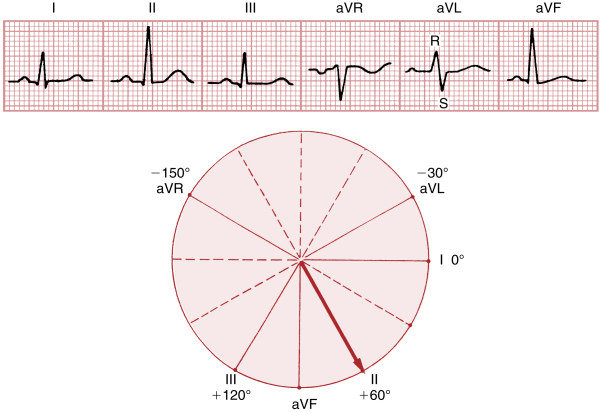 I II III aVR aVL aVF
R
S
−150°
aVR
−30°
aVL
I 0°
III
+120°
II
+60°
aVF